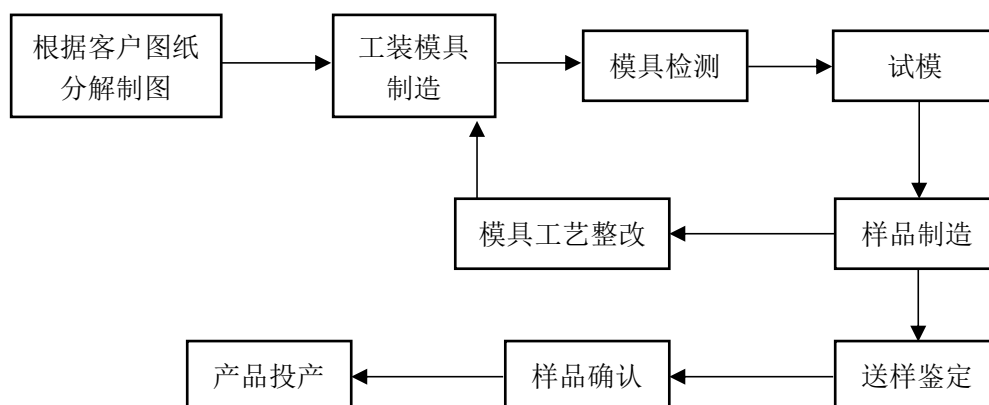 根据客户图纸
分解制图
工装模具
制造
模具检测
试模
模具工艺整改
样品制造
产品投产
样品确认
送样鉴定